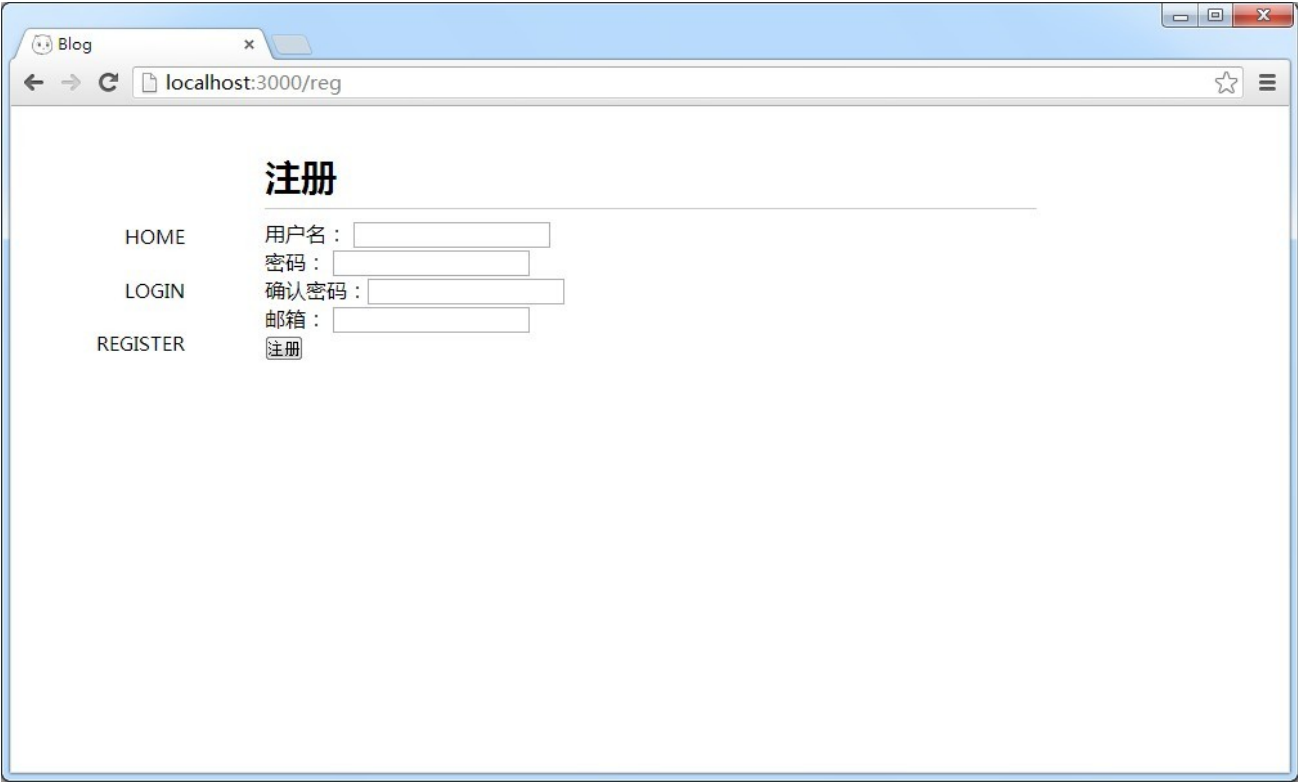 Blog
localhost:3000/reg
注册
HOME
LOGIN
REGISTER
用户名：
密码：
确认密码：
邮箱：
注册